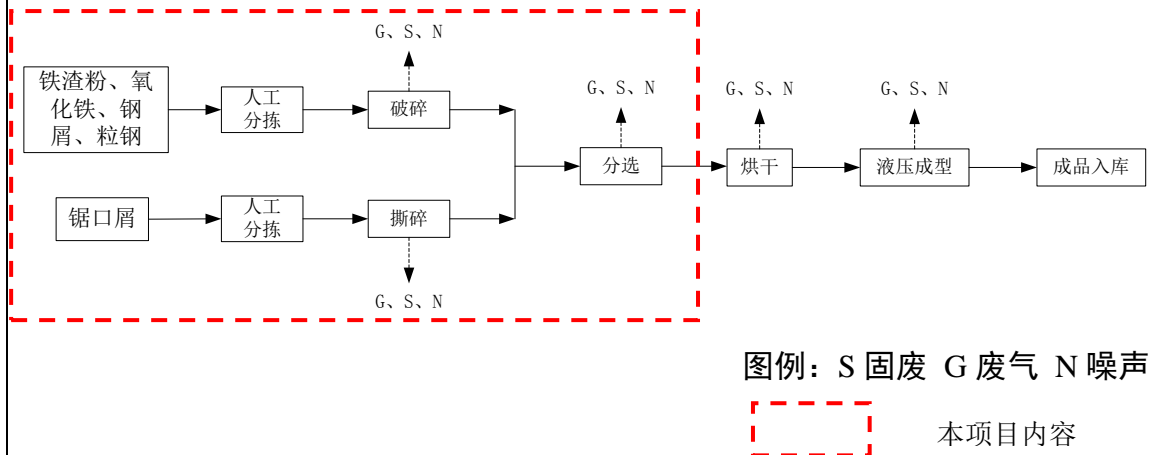 G、S、N
铁渣粉、氧
化铁、钢
屑、粒钢
人工
分拣
破碎
G、S、N
分选
G、S、N
烘干
G、S、N
液压成型
成品入库
锯口屑
人工
分拣
撕碎
G、S、N
图例：S 固废 G 废气 N 噪声
本项目内容